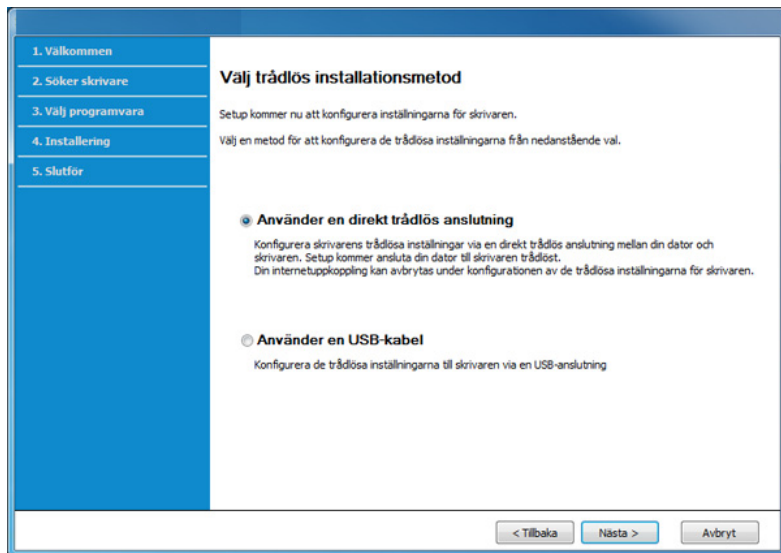 1. Välkommen
2. Söker skrivare
3. Välj programvara
4. Installering
5. Slutför
Välj trådlös installationsmetod
Setup kommer nu att konfigurera inställningarna för skrivaren.
Välj en metod för att konfigurera de trådlösa inställningarna från nedanstående val.
Använder en direkt trådlös anslutning
Konfigurera skrivarens trådlösa inställningar via en direkt trådlös anslutning mellan din dator och
skrivaren. Setup kommer ansluta din dator till skrivaren trådlöst.
Din internetuppkoppling kan avbrytas under konfigurationen av de trådlösa inställningarna för skrivaren.
Använder en USB-kabel
Konfigurera de trådlösa inställningarna till skrivaren via en USB-anslutning
< Tillbaka
Nästa >
Avbryt